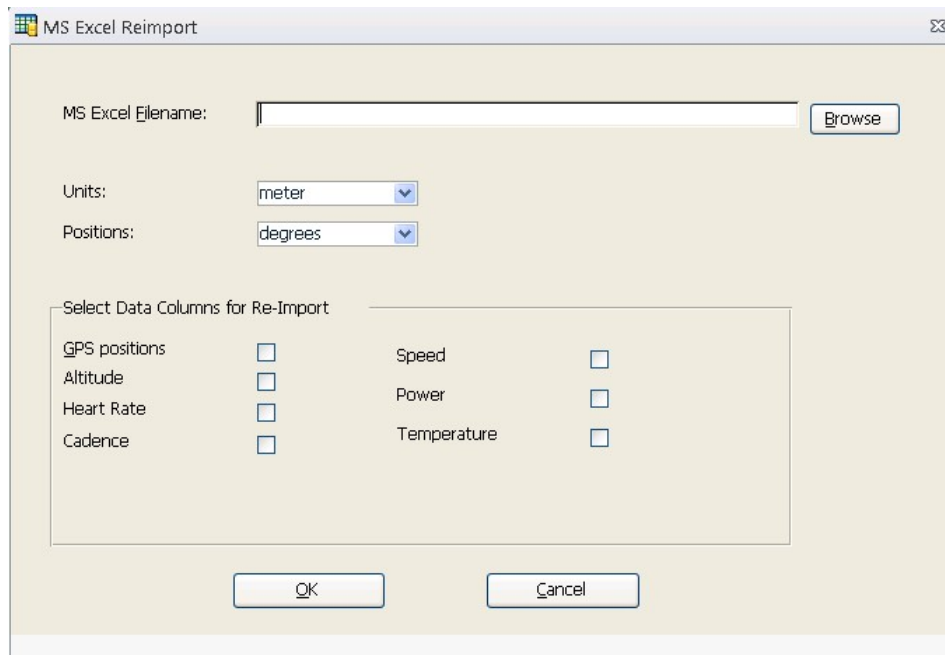 MS Excel Reimport
MS Excel Filename:
Browse
Units:
meter
Positions:
degrees
Select Data Columns for Re-Import
GPS positions
Altitude
Heart Rate
Cadence
Speed
Power
Temperature
OK
Cancel